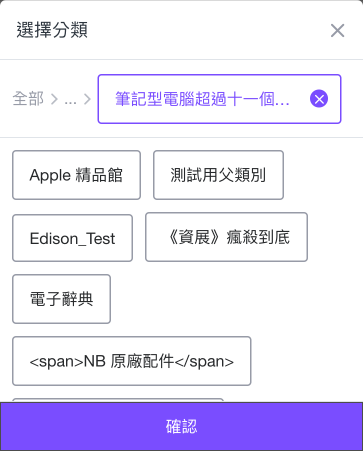 選擇分類
全部 > ... > 筆記型電腦超過十一個...
Apple 精品館
測試用父類別
Edison_Test
《資展》瘋殺到底
電子辭典
<span>NB 原廠配件</span>
確認